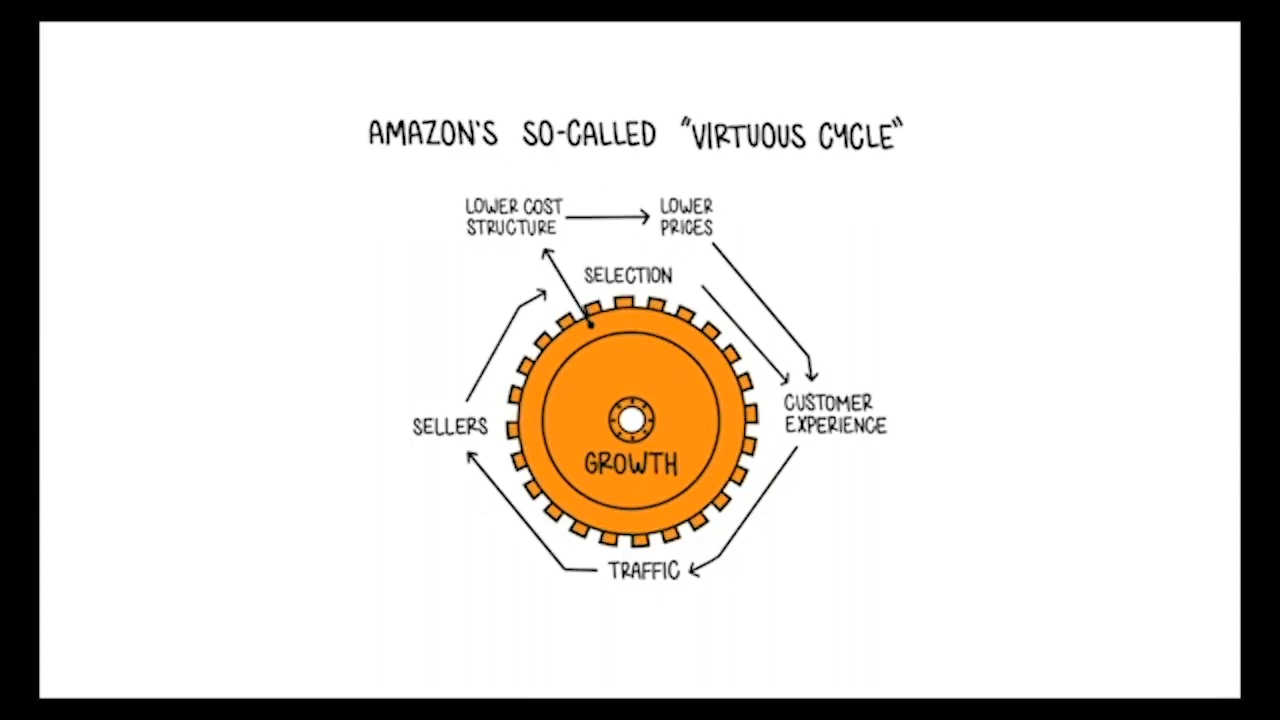 AMAZON'S SO-CALLED "VIRTUOUS CYCLE"
LOWER COST
STRUCTURE
LOWER
PRICES
SELECTION
CUSTOMER
EXPERIENCE
SELLERS
GROWTH
TRAFFIC